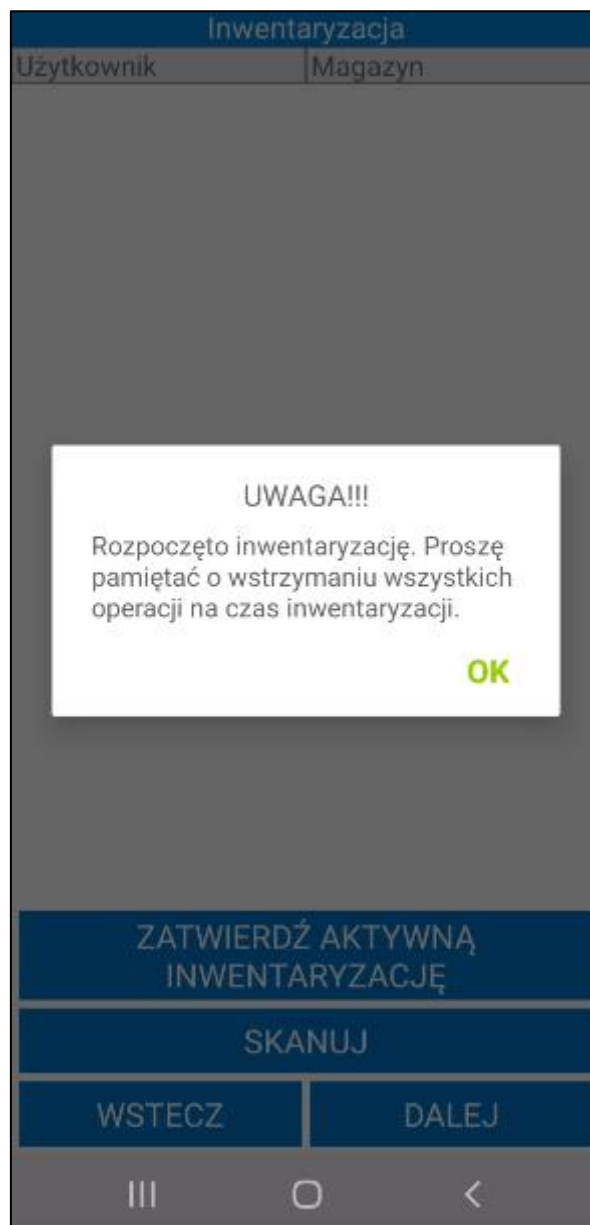 Inwentaryzacja
Użytkownik Magazyn
UWAGA!!!
Rozpoczęto inwentaryzację. Proszę
pamiętać o wstrzymaniu wszystkich
operacji na czas inwentaryzacji.
OK
ZATWIERDŹ AKTYWNĄ
INWENTARYZACJĘ
SKANUJ
WSTECZ DALEJ